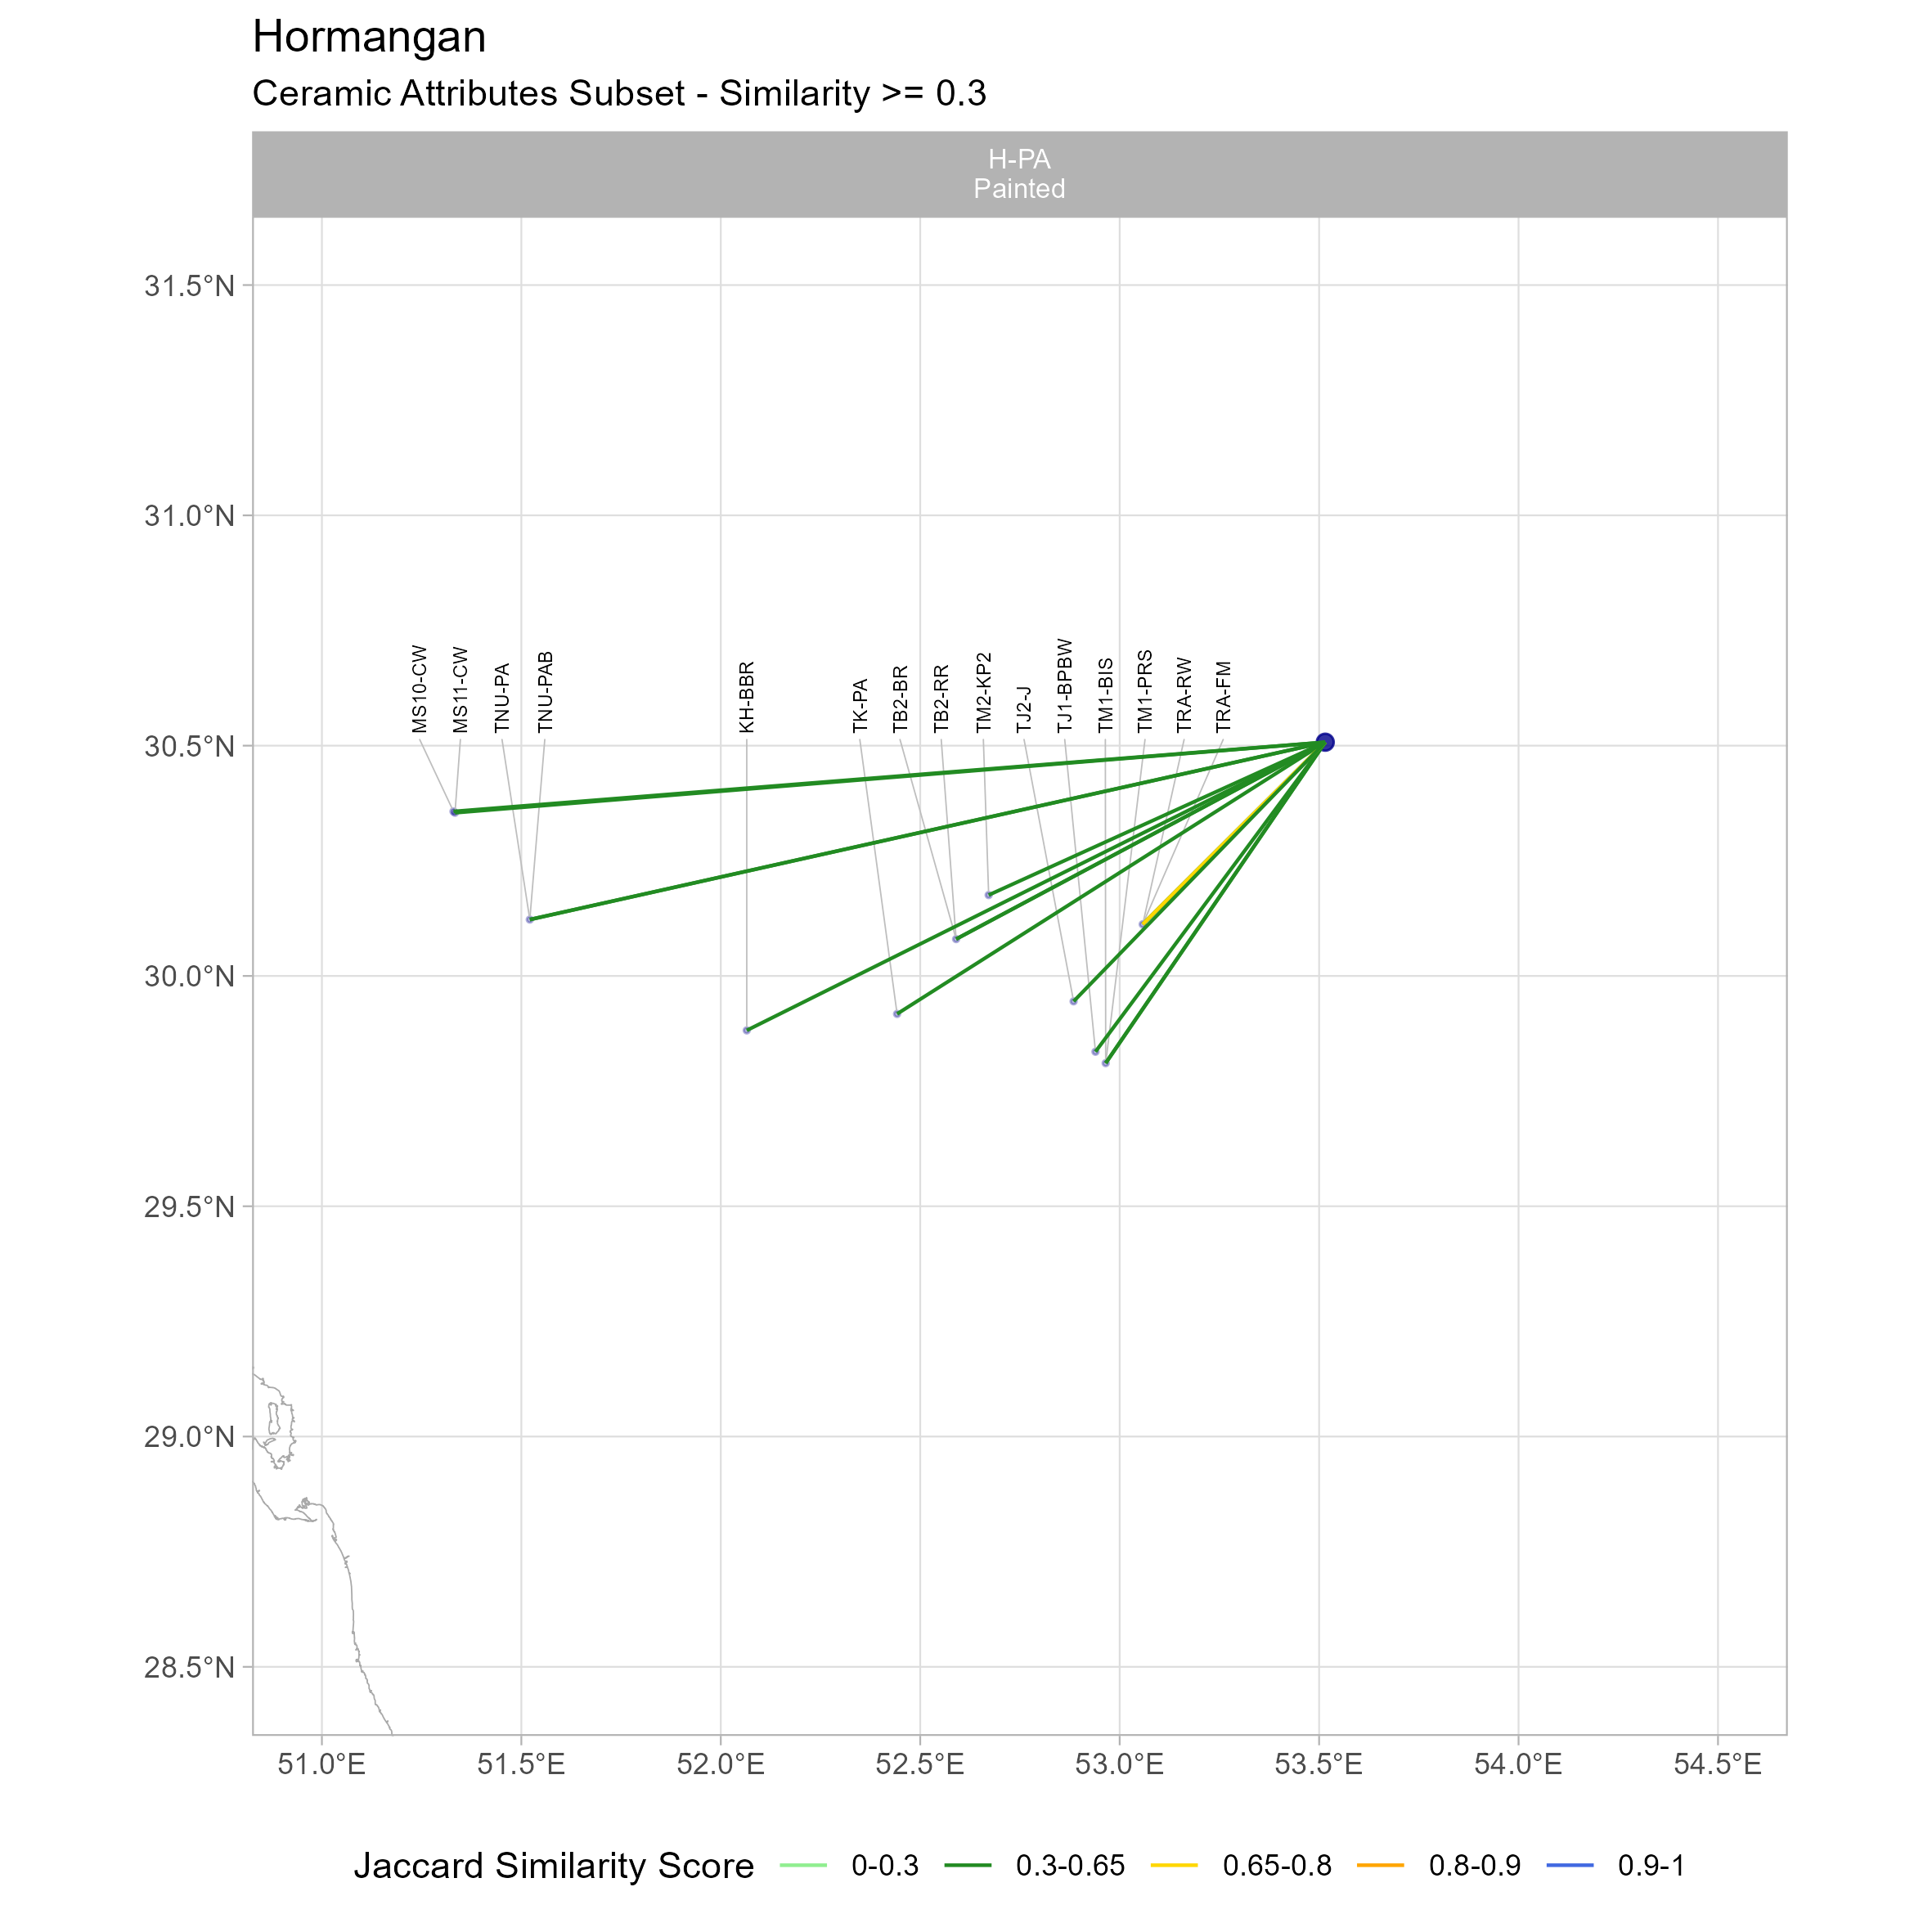 Hormangan
Ceramic Attributes Subset - Similarity >= 0.3
H-PA
Painted
31.5°N
31.0°N
30.5°N
30.0°N
29.5°N
29.0°N
28.5°N
MS10-CW
MS11-CW
TNU-PA
TNU-PAB
KH-BBR
TK-PA
TB2-BR
TB2-RR
TM2-KP2
TJ2-J
TJ1-BPBW
TM1-BIS
TM1-PRS
TRA-RW
TRA-FM
51.0°E 51.5°E 52.0°E 52.5°E 53.0°E 53.5°E 54.0°E 54.5°E
Jaccard Similarity Score 0-0.3 0.3-0.65 0.65-0.8 0.8-0.9 0.9-1